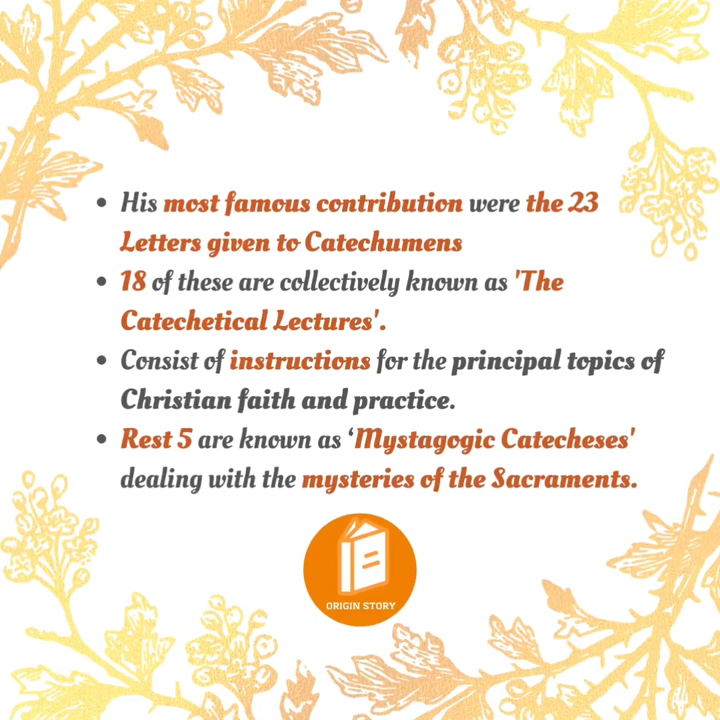 • His most famous contribution were the 23
Letters given to Catechumens
• 18 of these are collectively known as 'The
Catechetical Lectures'.
• Consist of instructions for the principal topics of
Christian faith and practice.
• Rest 5 are known as ‘Mystagogic Catecheses'
dealing with the mysteries of the Sacraments.
ORIGIN STORY